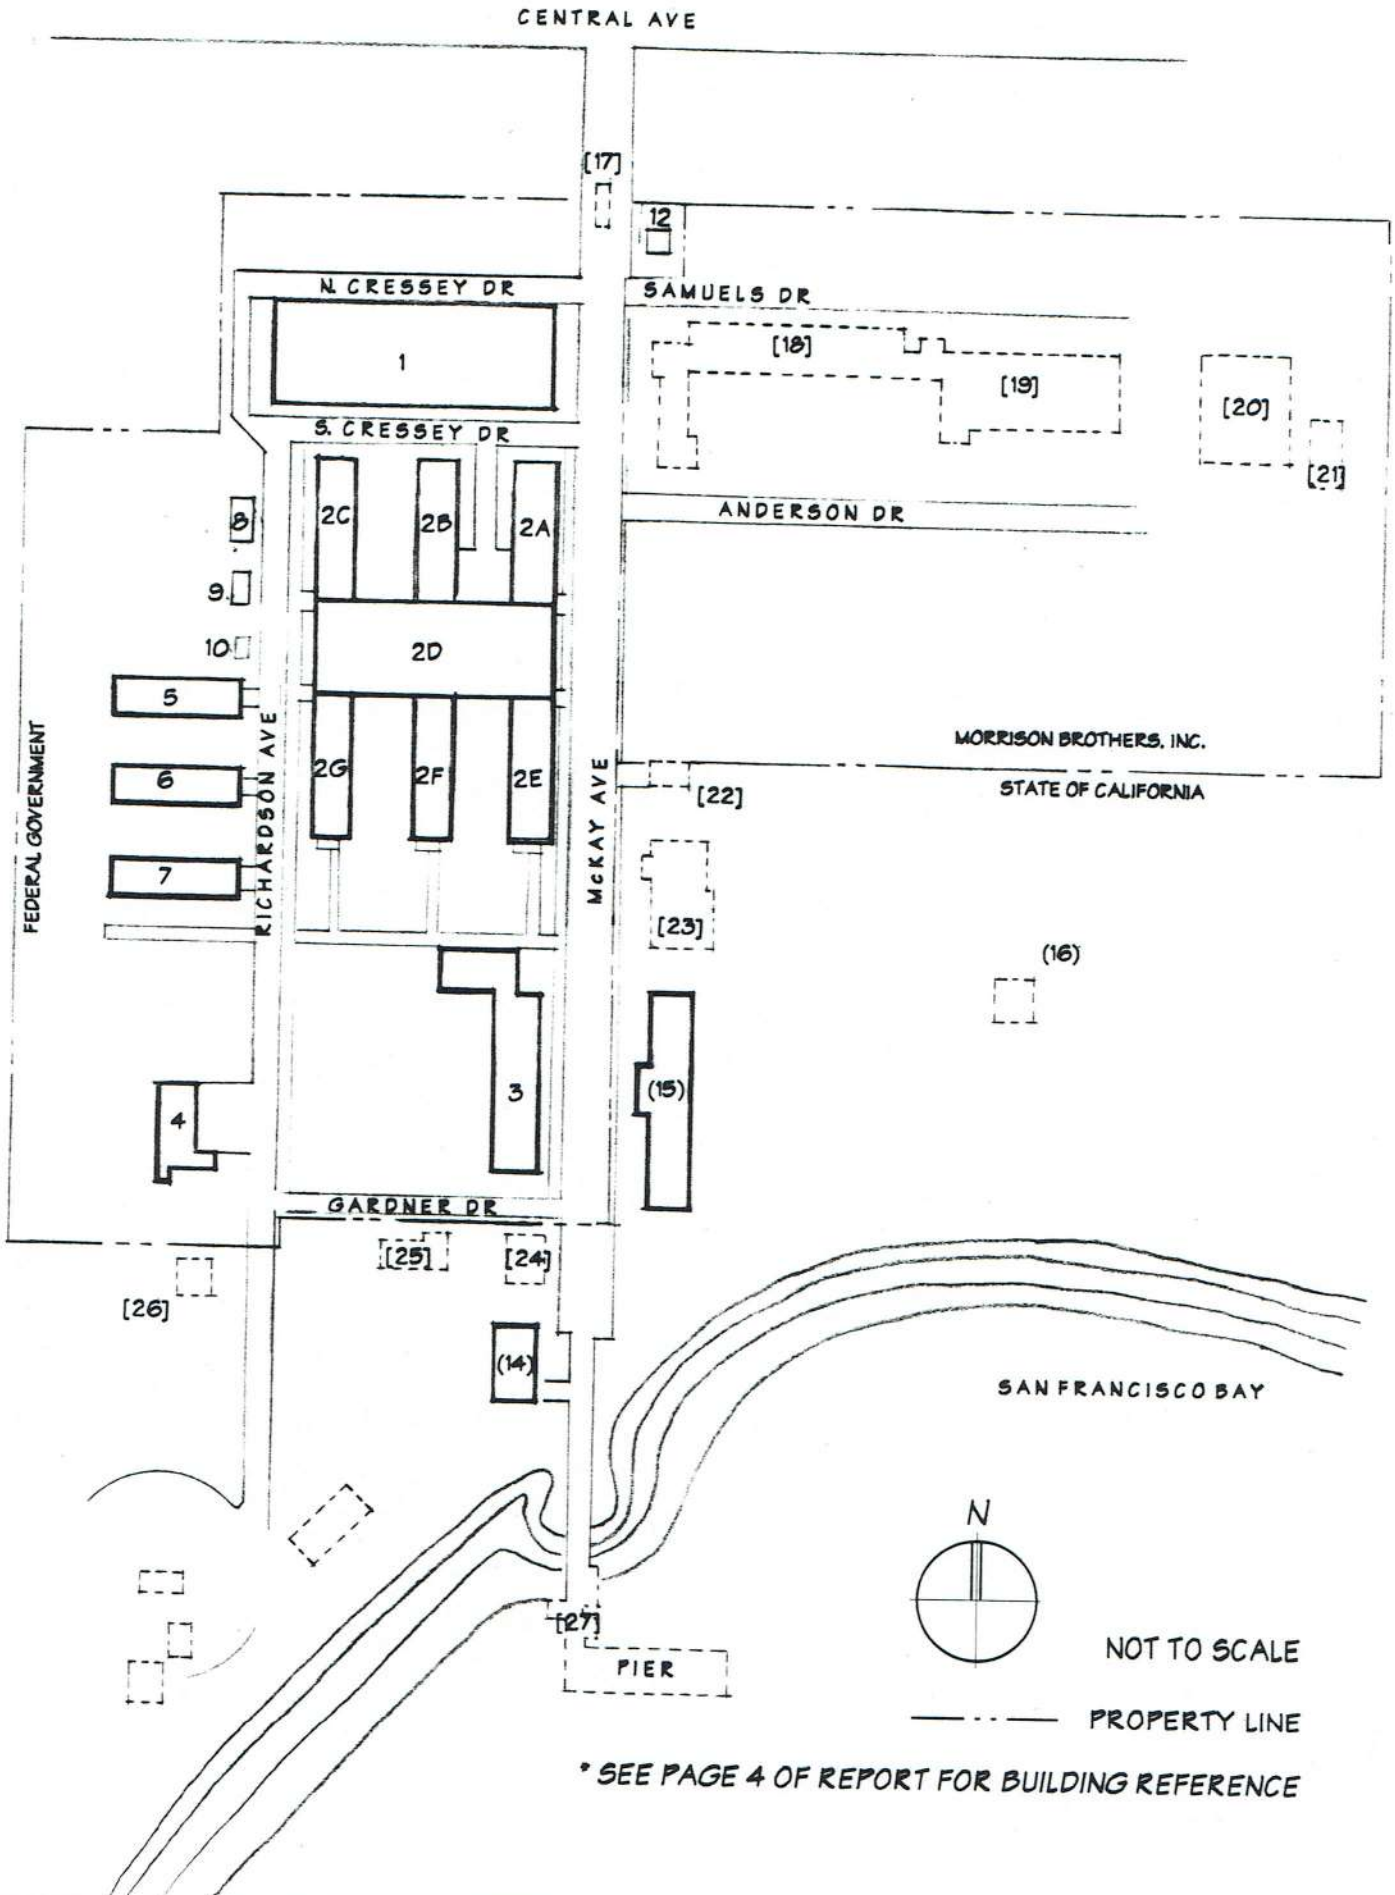 CENTRAL AVE
[17]
12
N. CRESSEY DR
SAMUELS DR
1
[18]
[19]
[20]
[21]
S. CRESSEY DR
2C
2B
2A
ANDERSON DR
8
9
10
2D
5
6
7
2G
2F
2E
FEDERAL GOVERNMENT
RICHARDSON AVE
McKAY AVE
MORRISON BROTHERS, INC.
STATE OF CALIFORNIA
[22]
[23]
(16)
3
(15)
4
GARDNER DR
[25]
[24]
[26]
(14)
SAN FRANCISCO BAY
N
[27]
PIER
NOT TO SCALE
PROPERTY LINE
* SEE PAGE 4 OF REPORT FOR BUILDING REFERENCE